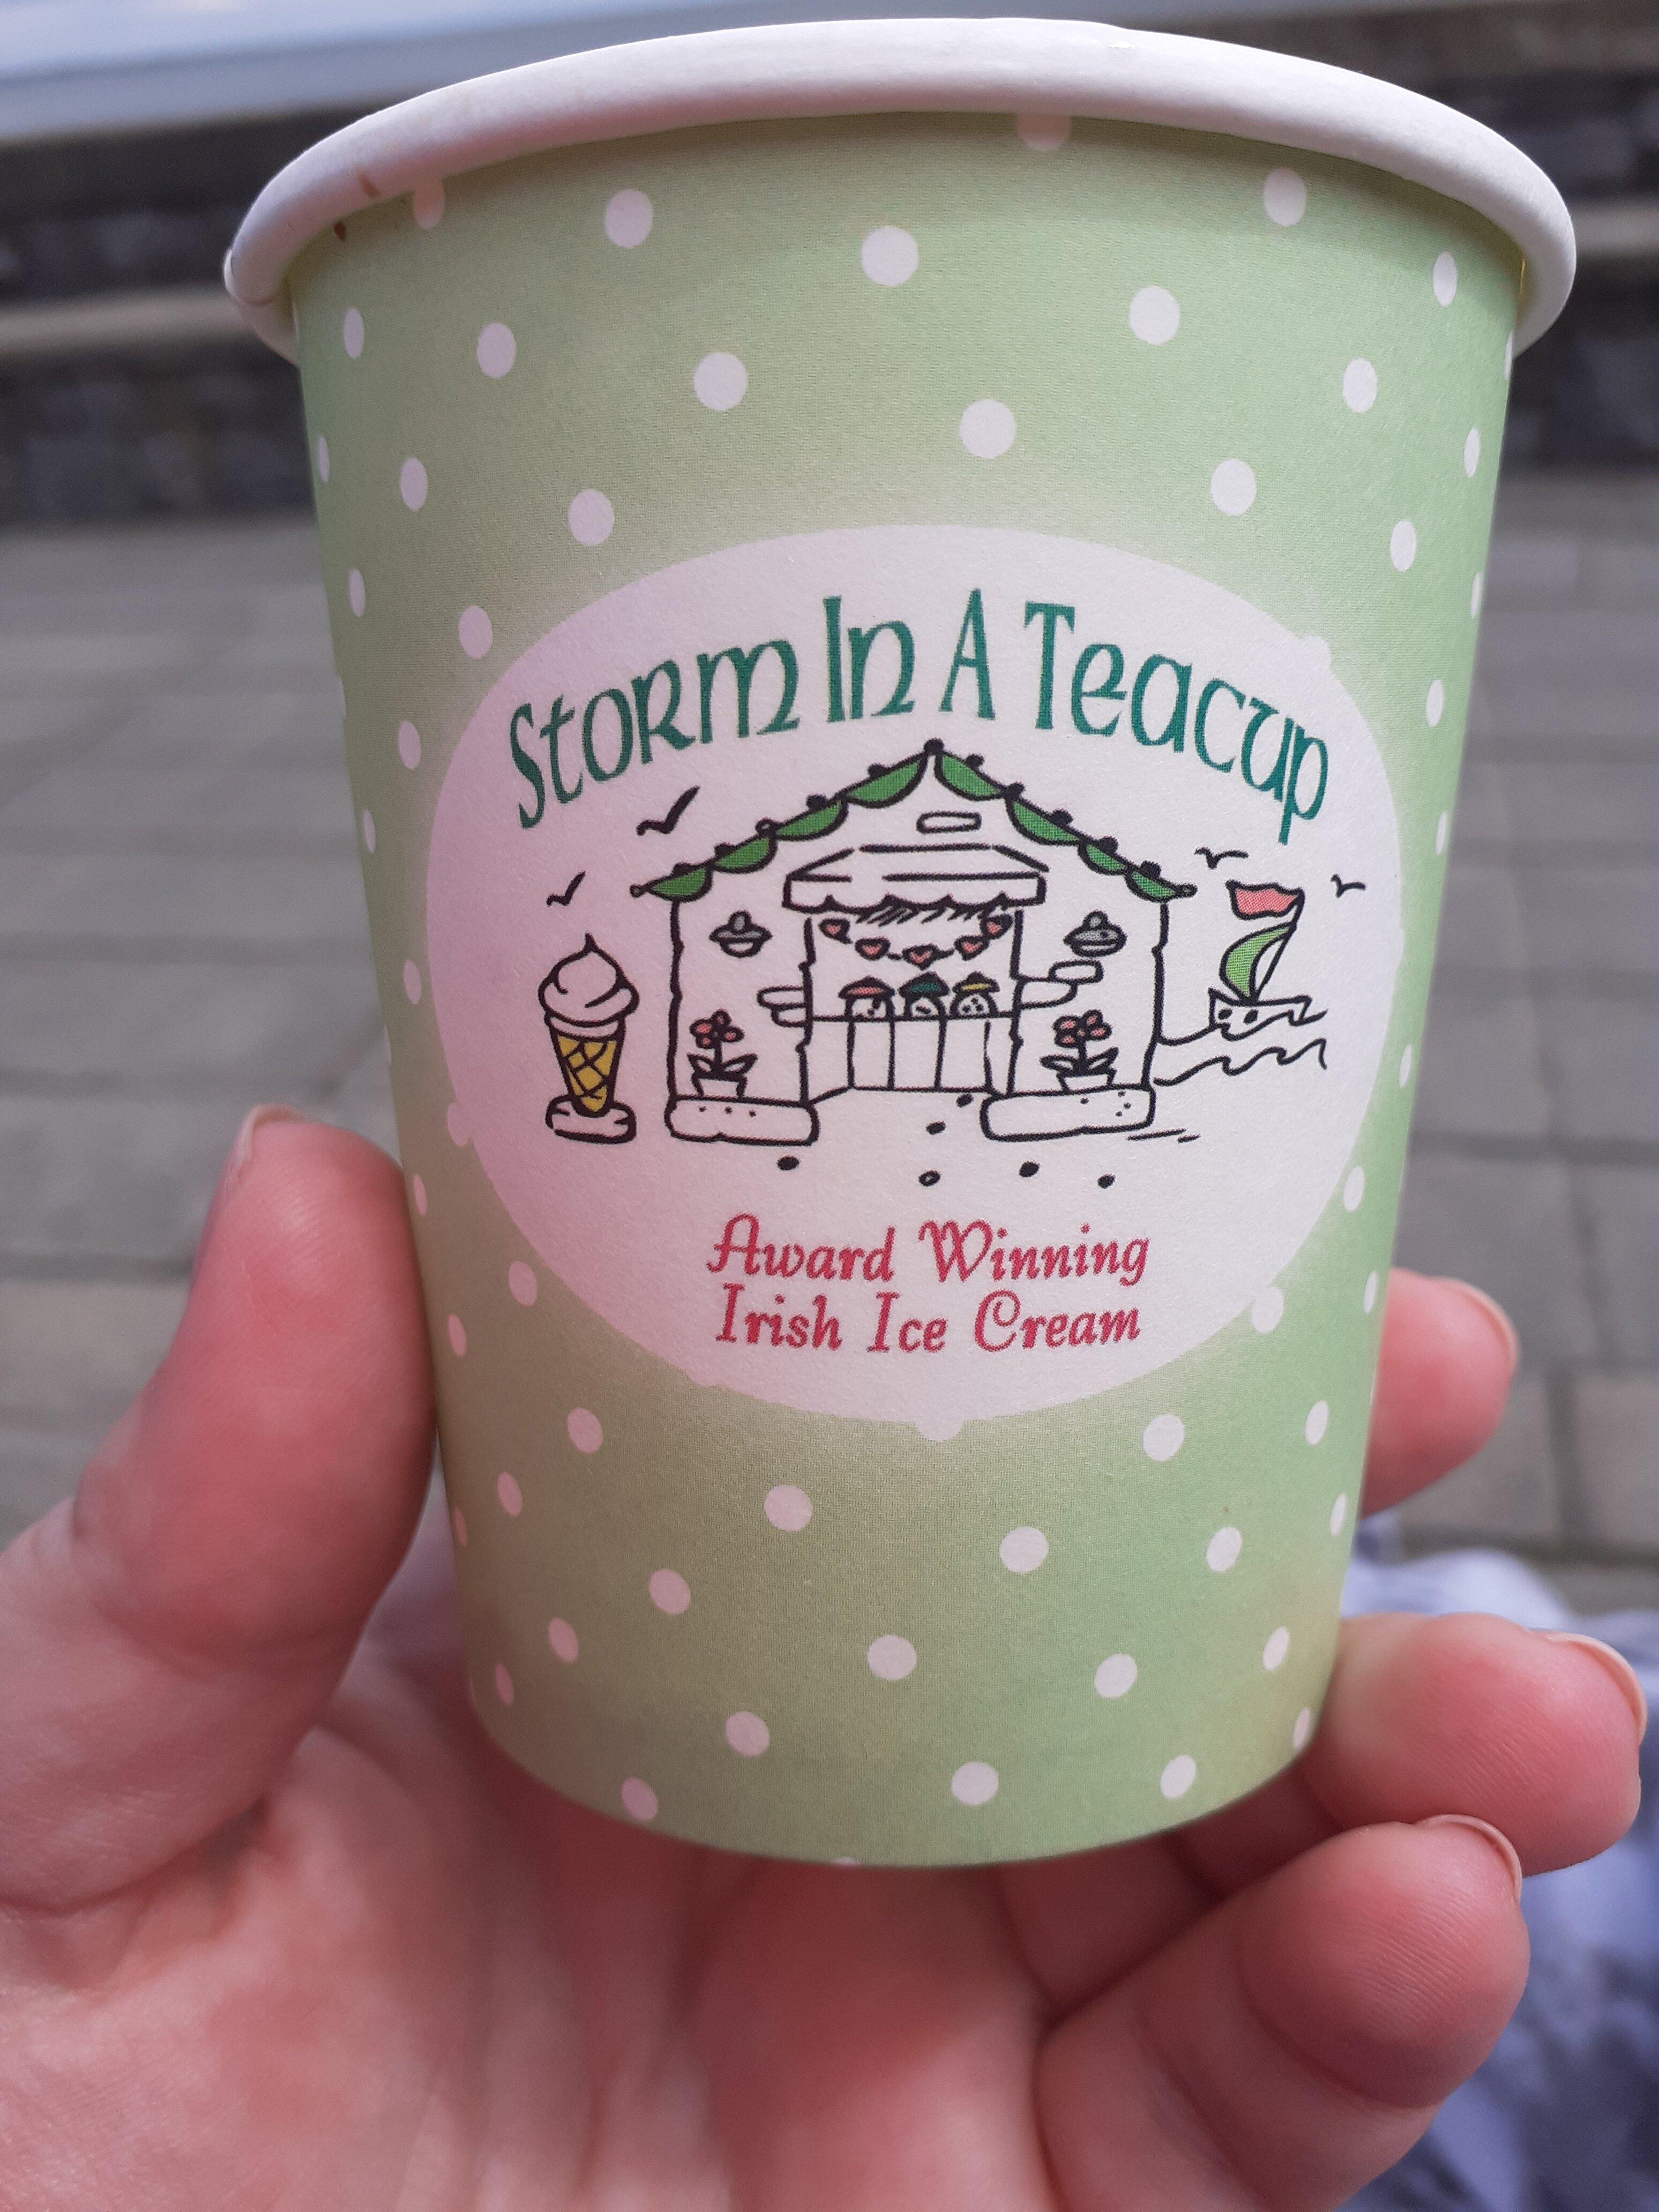 Storm In A Teacup
Award Winning
Irish Ice Cream